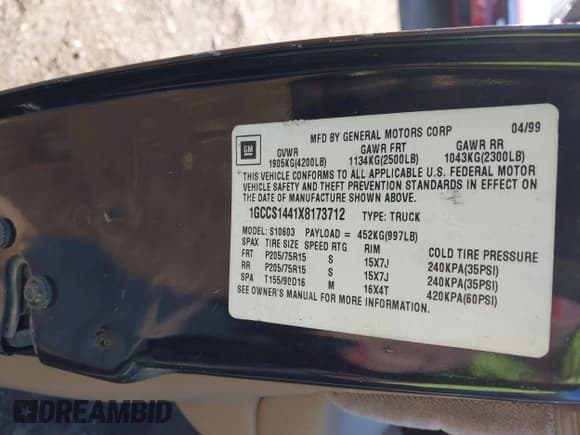 GM
MFD BY GENERAL MOTORS CORP 04/99
GVWR GAWR FRT GAWR RR
1905KG(4200LB) 1134KG(2500LB) 1043KG(2300LB)
THIS VEHICLE CONFORMS TO ALL APPLICABLE U.S. FEDERAL MOTOR
VEHICLE SAFETY AND THEFT PREVENTION STANDARDS IN EFFECT ON
THE DATE OF MANUFACTURE SHOWN ABOVE.
1GCCS1441X8173712 TYPE: TRUCK
MODEL: S10603 PAYLOAD = 452KG(997LB)
SPAX TIRE SIZE SPEED RTG RIM COLD TIRE PRESSURE
FRT P205/75R15 S 15X7J 240KPA(35PSI)
RR P205/75R15 S 15X7J 240KPA(35PSI)
SPA T155/90D16 M 16X4T 420KPA(60PSI)
SEE OWNER'S MANUAL FOR MORE INFORMATION.
DREAMBID